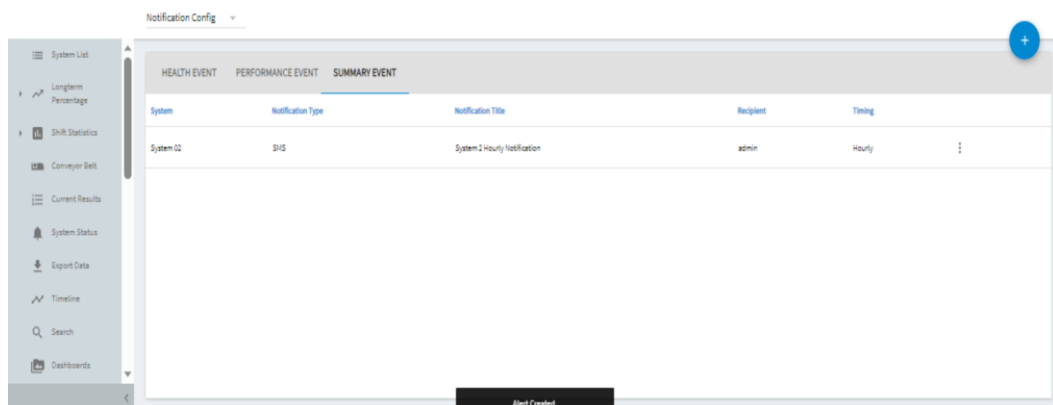 Notification Config
+
System List
Longterm
Percentage
Shift Statistics
Conveyor Belt
Current Results
System Status
Export Data
Timeline
Search
Dashboards
HEALTH EVENT PERFORMANCE EVENT SUMMARY EVENT
System Notification Type Notification Title Recipient Timing
System 02 SMS System 2 Hourly Notification admin Hourly
Alert Created